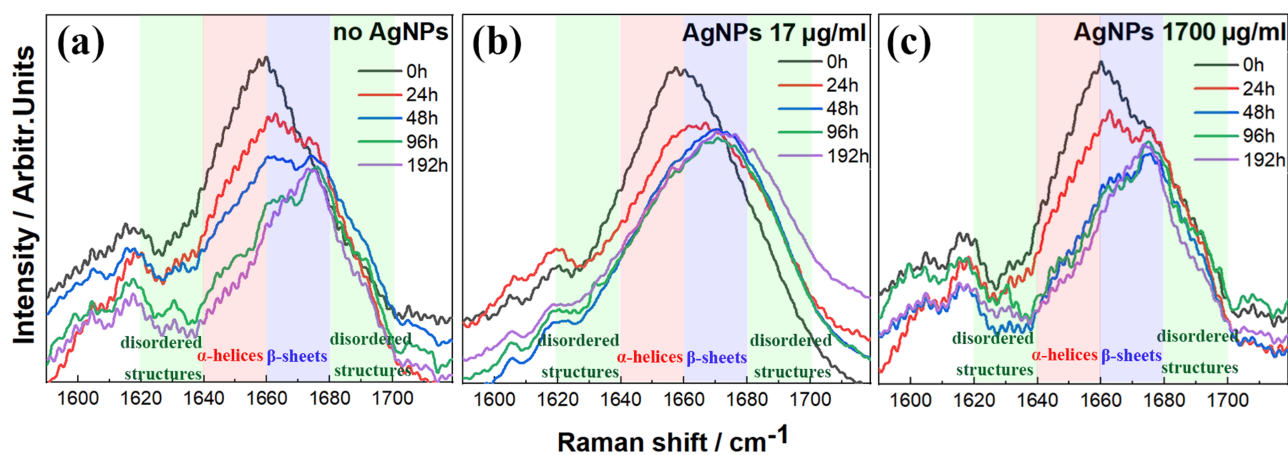 Intensity / Arbitr.Units
(a)
no AgNPs
0h
24h
48h
96h
192h
disordered
structures
α-helices
β-sheets
disordered
structures
1600
1620
1640
1660
1680
1700
(b)
AgNPs 17 µg/ml
0h
24h
48h
96h
192h
disordered
structures
α-helices
β-sheets
disordered
structures
1600
1620
1640
1660
1680
1700
(c)
AgNPs 1700 µg/ml
0h
24h
48h
96h
192h
disordered
structures
α-helices
β-sheets
disordered
structures
1600
1620
1640
1660
1680
1700
Raman shift / cm-1